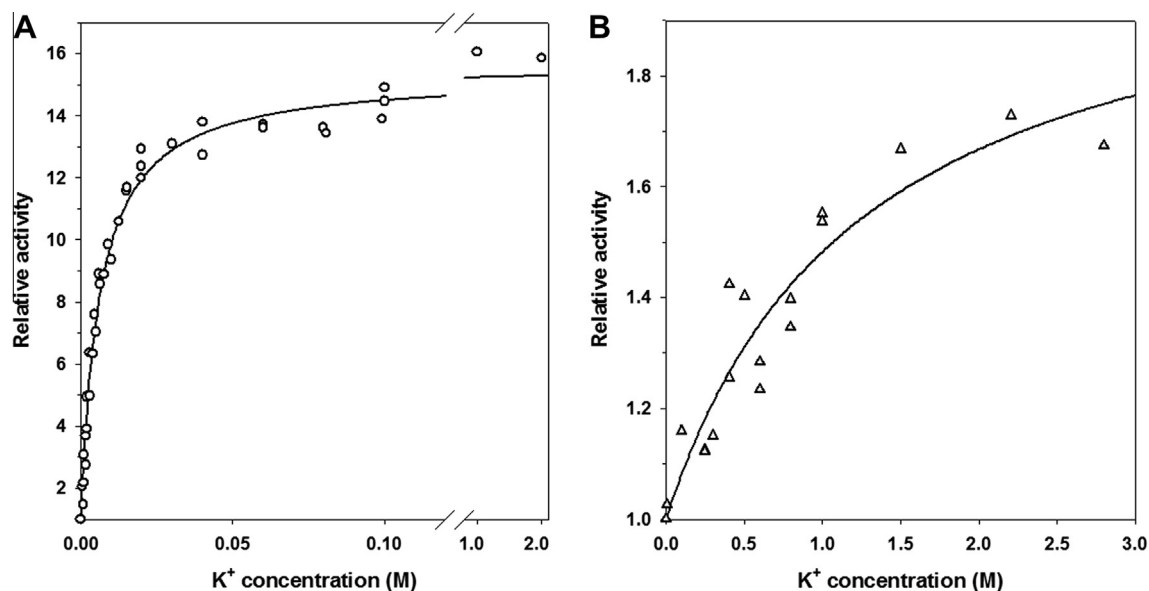 A
16
14
12
10
8
6
4
2
Relative activity
0.00 0.05 0.10 1.0 2.0
K+ concentration (M)
B
1.8
1.6
1.4
1.2
1.0
Relative activity
0.0 0.5 1.0 1.5 2.0 2.5 3.0
K+ concentration (M)